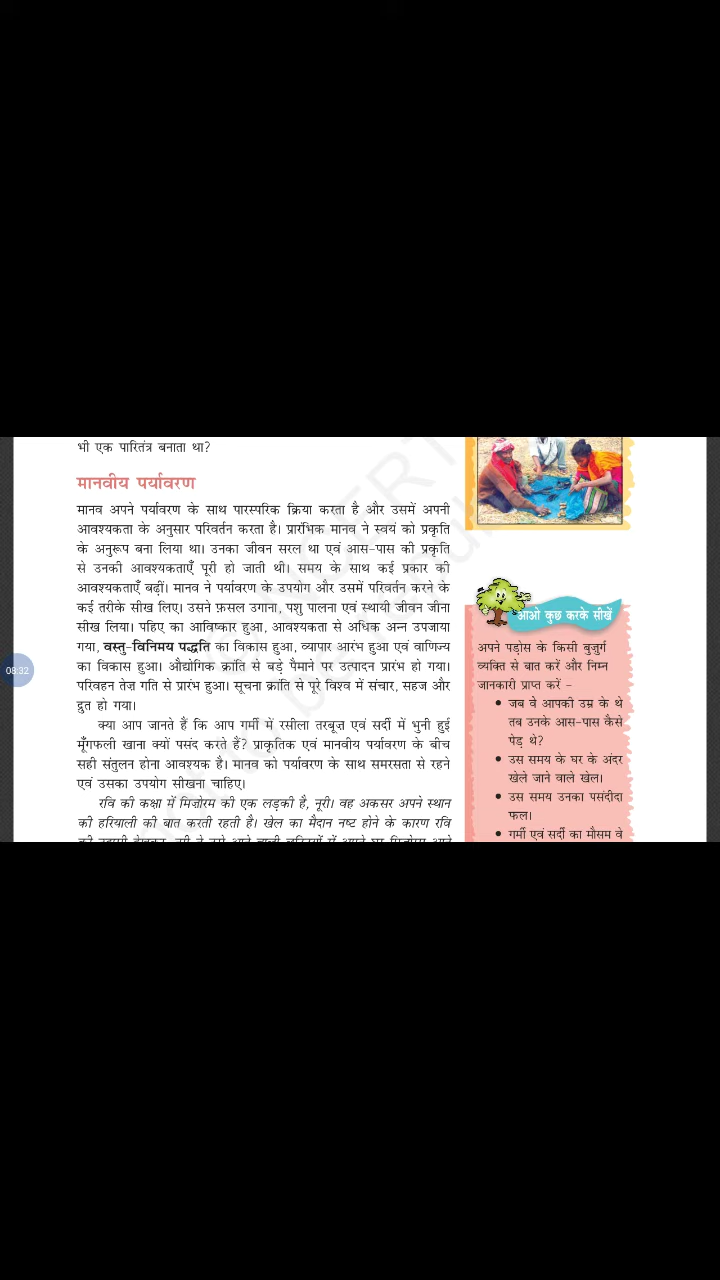 भी एक पारितंत्र बनाता था?
मानवीय पर्यावरण
मानव अपने पर्यावरण के साथ पारस्परिक क्रिया करता है और उसमें अपनी
आवश्यकता के अनुसार परिवर्तन करता है। प्रारंभिक मानव ने स्वयं को प्रकृति
के अनुरूप बना लिया था। उनका जीवन सरल था एवं आस-पास की प्रकृति
से उनकी आवश्यकताएँ पूरी हो जाती थी। समय के साथ कई प्रकार की
आवश्यकताएँ बढ़ीं। मानव ने पर्यावरण के उपयोग और उसमें परिवर्तन करने के
कई तरीके सीख लिए। उसने फ़सल उगाना, पशु पालना एवं स्थायी जीवन जीना
सीख लिया। पहिए का आविष्कार हुआ, आवश्यकता से अधिक अन्न उपजाया
गया, वस्तु-विनिमय पद्धति का विकास हुआ, व्यापार आरंभ हुआ एवं वाणिज्य
का विकास हुआ। औद्योगिक क्रांति से बड़े पैमाने पर उत्पादन प्रारंभ हो गया।
परिवहन तेज़ गति से प्रारंभ हुआ। सूचना क्रांति से पूरे विश्व में संचार, सहज और
द्रुत हो गया।
क्या आप जानते हैं कि आप गर्मी में रसीला तरबूज़ एवं सर्दी में भुनी हुई
मूँगफली खाना क्यों पसंद करते हैं? प्राकृतिक एवं मानवीय पर्यावरण के बीच
सही संतुलन होना आवश्यक है। मानव को पर्यावरण के साथ समरसता से रहने
एवं उसका उपयोग सीखना चाहिए।
रवि की कक्षा में मिजोरम की एक लड़की है, नूरी। वह अकसर अपने स्थान
की हरियाली की बात करती रहती है। खेल का मैदान नष्ट होने के कारण रवि
आओ कुछ करके सीखें
अपने पड़ोस के किसी बुज़ुर्ग
व्यक्ति से बात करें और निम्न
जानकारी प्राप्त करें –
• जब वे आपकी उम्र के थे
तब उनके आस-पास कैसे
पेड़ थे?
• उस समय के घर के अंदर
खेले जाने वाले खेल।
• उस समय उनका पसंदीदा
फल।
• गर्मी एवं सर्दी का मौसम वे
08:32